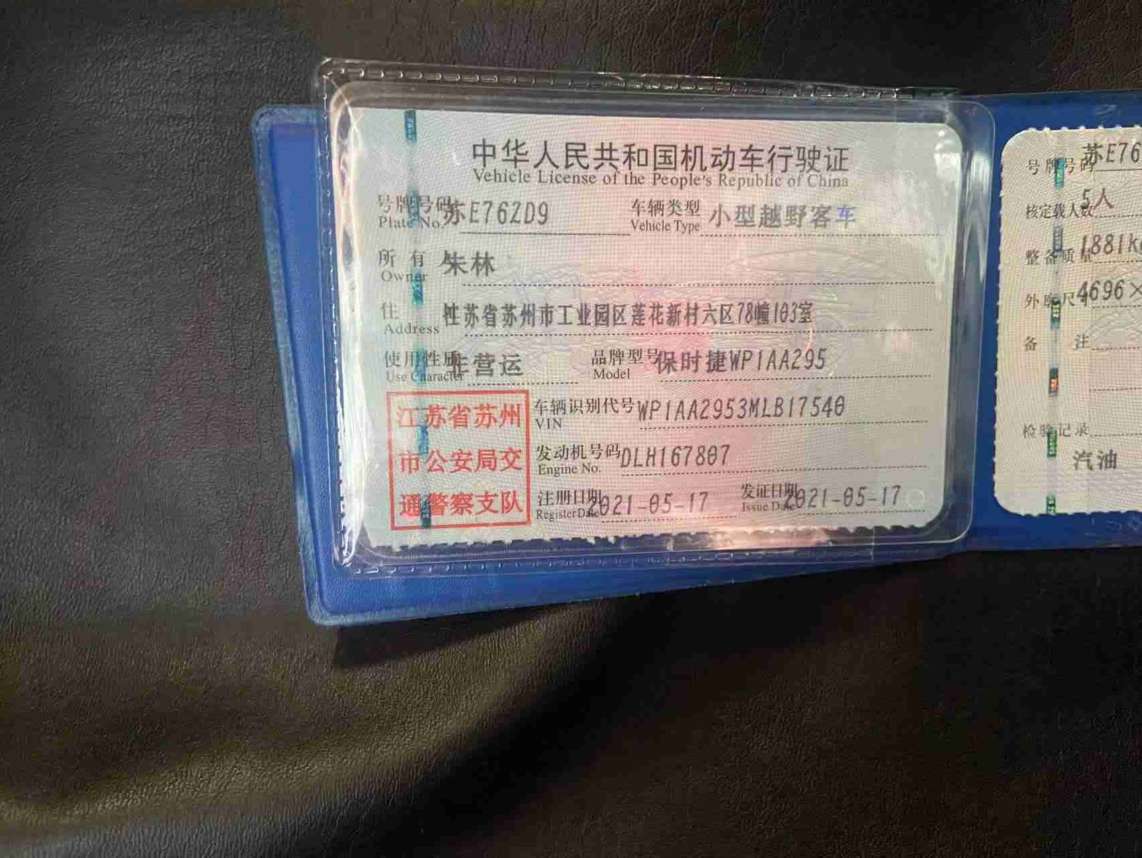 中华人民共和国机动车行驶证
Vehicle License of the People's Republic of China
号牌号码 苏E76ZD9 车辆类型 小型越野客车
Plate No. Vehicle Type
所有人 朱林
Owner
住址 江苏省苏州市工业园区莲花新村六区78幢103室
Address
使用性质 非营运 品牌型号 保时捷WP1AA295
Use Character Model
江苏省苏州
市公安局交
通警察支队
车辆识别代号 WP1AA2953MLB17540
VIN
发动机号码 DLH167807
Engine No.
注册日期 2021-05-17 发证日期 2021-05-17
Register Date Issue Date
号牌号码 苏E76
核定载人数 5人
整备质量 1881k
外廓尺寸 4696×
备注
检验记录
汽油